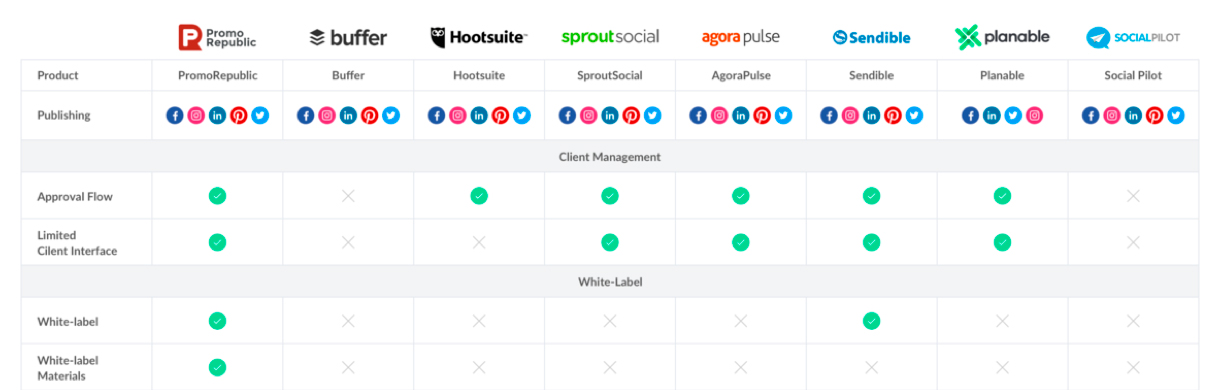 Promo Republic buffer Hootsuite sproutsocial agorapulse Sendible planable SOCIALPILOT
Product PromoRepublic Buffer Hootsuite SproutSocial AgoraPulse Sendible Planable Social Pilot
Publishing
Client Management
Approval Flow
Limited
Cilent Interface
White-Label
White-label
White-label
Materials